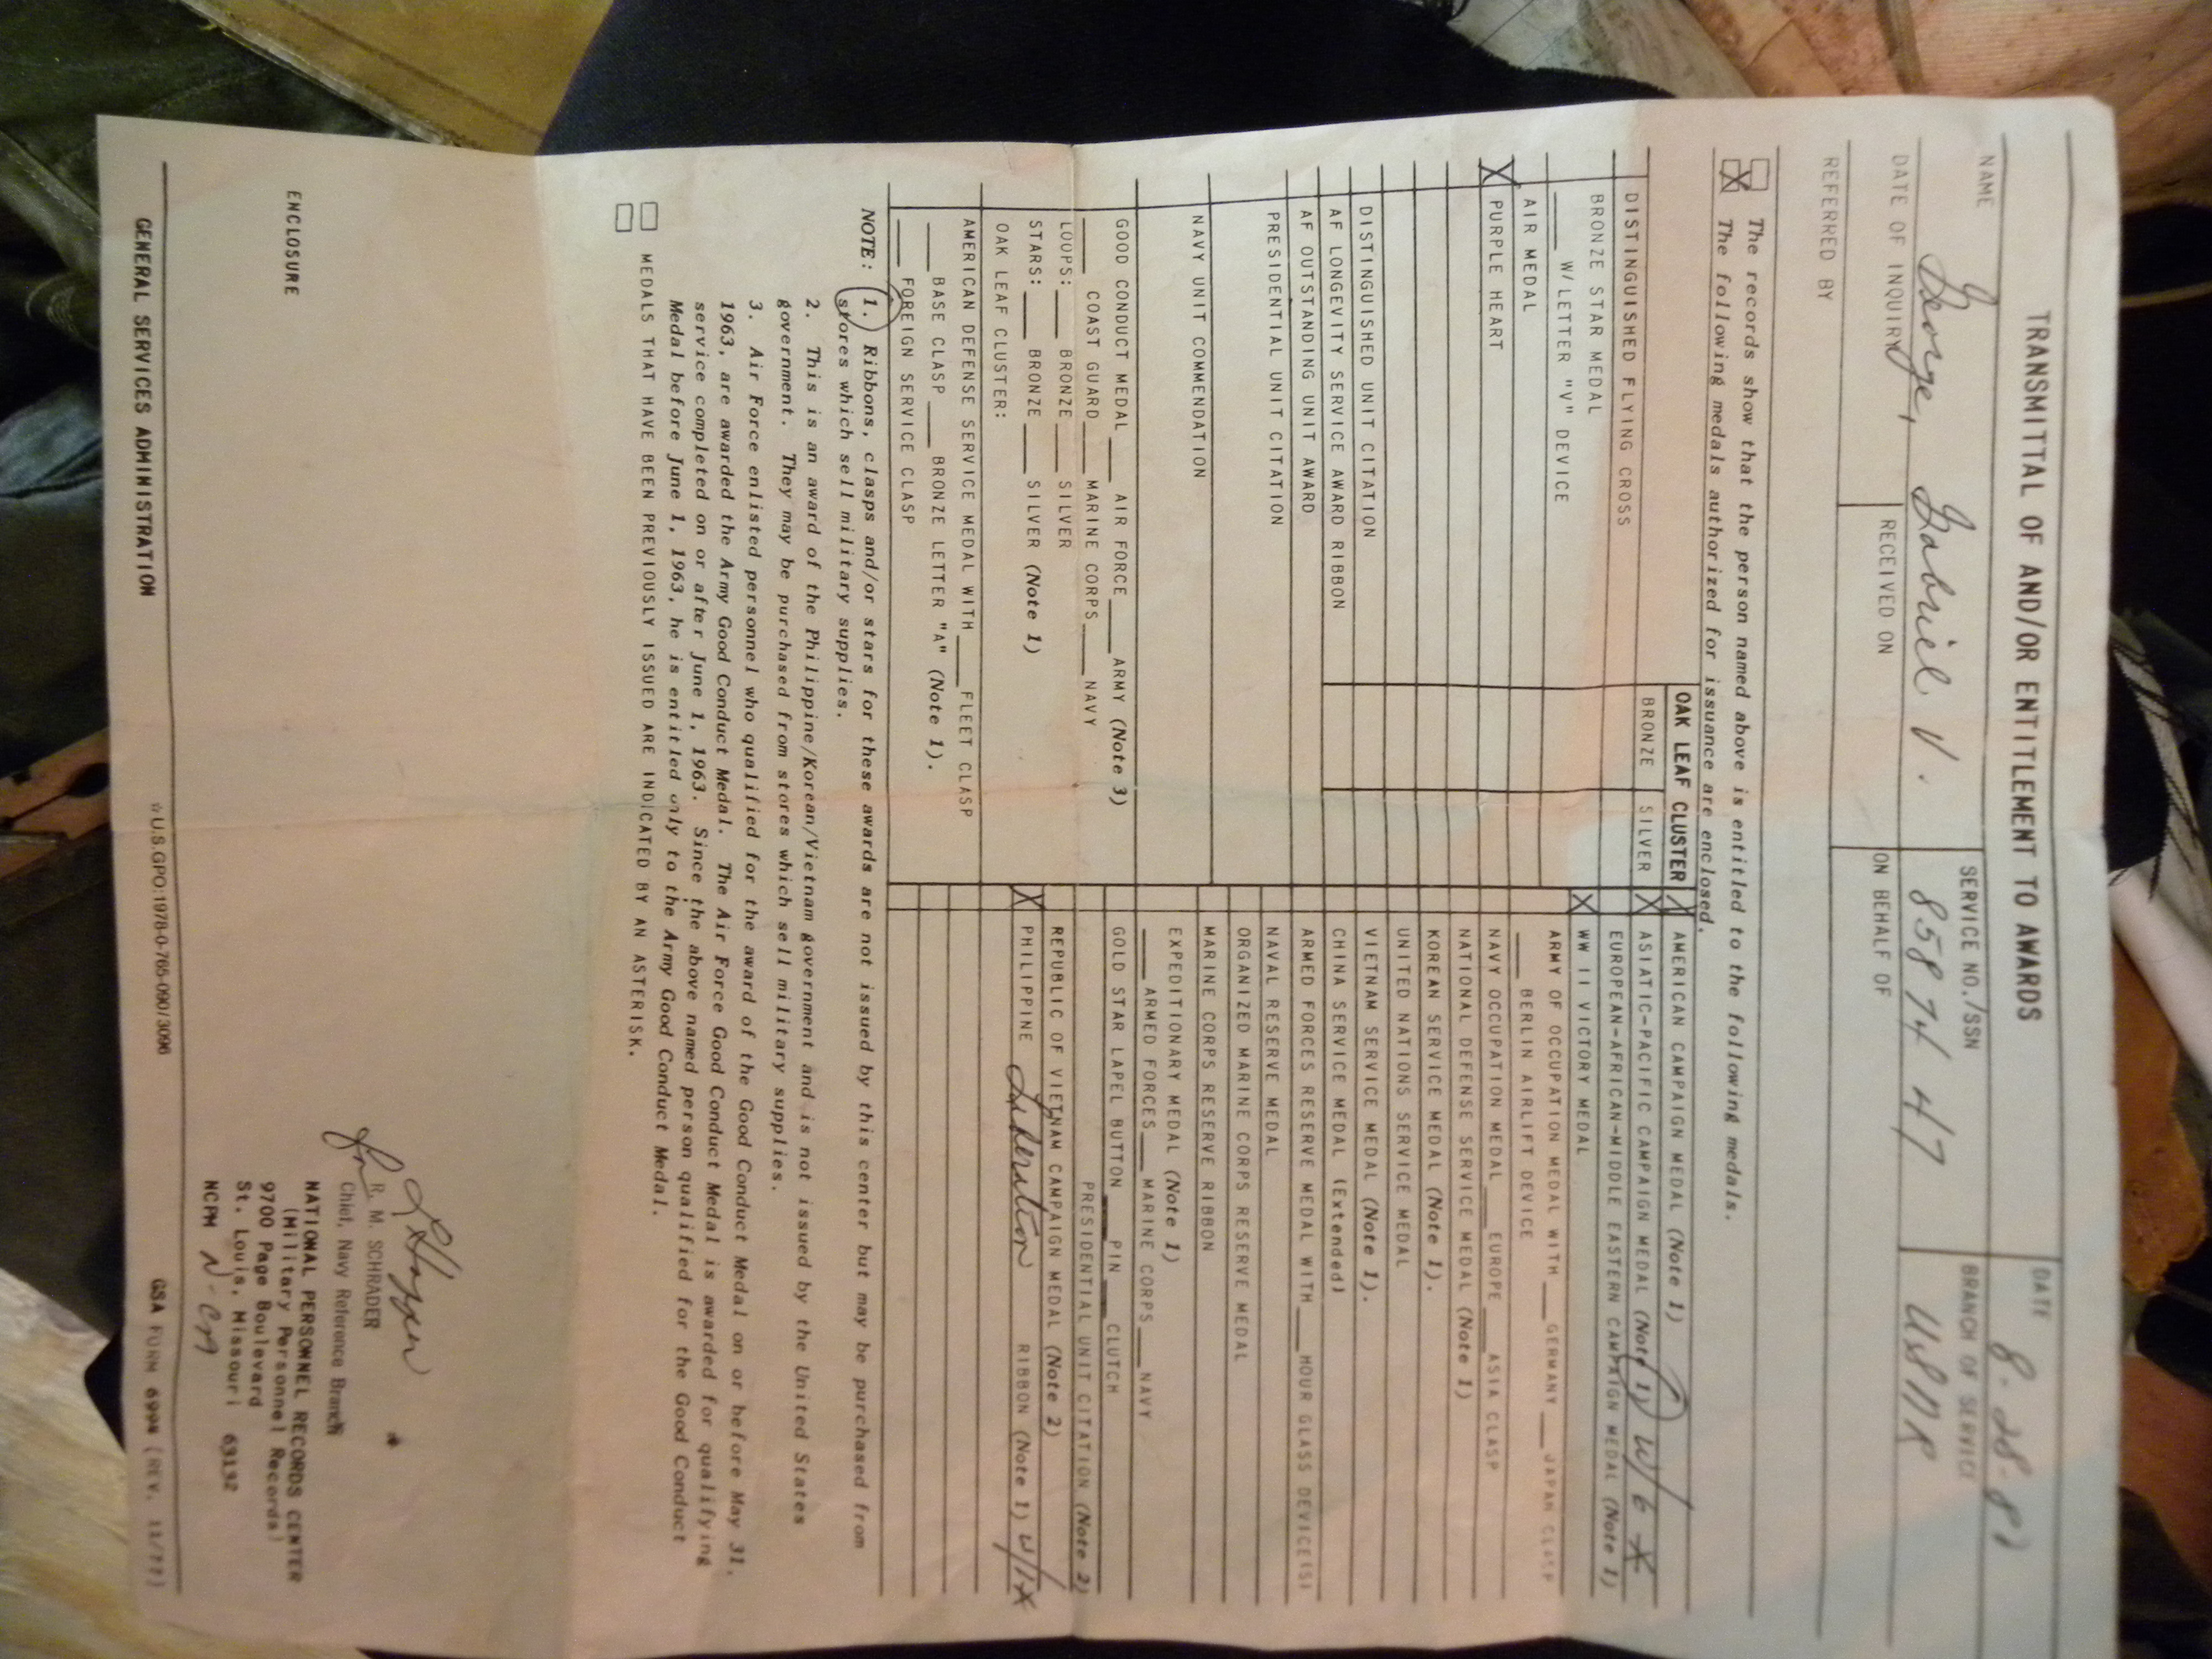 TRANSMITTAL OF AND/OR ENTITLEMENT TO AWARDS
DATE
8-28-81
NAME
George, Gabriel V.
SERVICE NO./SSN
858 74 47
BRANCH OF SERVICE
USNR
DATE OF INQUIRY
RECEIVED ON
ON BEHALF OF
REFERRED BY
The records show that the person named above is entitled to the following medals.
X The following medals authorized for issuance are enclosed.
OAK LEAF CLUSTER
BRONZE
SILVER
DISTINGUISHED FLYING CROSS
BRONZE STAR MEDAL
____ W/LETTER "V" DEVICE
AIR MEDAL
X PURPLE HEART
DISTINGUISHED UNIT CITATION
AF LONGEVITY SERVICE AWARD RIBBON
AF OUTSTANDING UNIT AWARD
PRESIDENTIAL UNIT CITATION
NAVY UNIT COMMENDATION
GOOD CONDUCT MEDAL ___ AIR FORCE ___ ARMY (Note 3)
___ COAST GUARD ___ MARINE CORPS ___ NAVY
LOOPS: ___ BRONZE ___ SILVER
STARS: ___ BRONZE ___ SILVER (Note 1)
OAK LEAF CLUSTER:
AMERICAN DEFENSE SERVICE MEDAL WITH ___ FLEET CLASP
___ BASE CLASP ___ BRONZE LETTER "A" (Note 1).
___ FOREIGN SERVICE CLASP
X AMERICAN CAMPAIGN MEDAL (Note 1)
X ASIATIC-PACIFIC CAMPAIGN MEDAL (Note 1) W/6 *
EUROPEAN-AFRICAN-MIDDLE EASTERN CAMPAIGN MEDAL (Note 1)
X WW II VICTORY MEDAL
ARMY OF OCCUPATION MEDAL WITH ___ GERMANY ___ JAPAN CLASP
___ BERLIN AIRLIFT DEVICE
NAVY OCCUPATION MEDAL ___ EUROPE ___ ASIA CLASP
NATIONAL DEFENSE SERVICE MEDAL (Note 1)
KOREAN SERVICE MEDAL (Note 1).
UNITED NATIONS SERVICE MEDAL
VIETNAM SERVICE MEDAL (Note 1).
CHINA SERVICE MEDAL (Extended)
ARMED FORCES RESERVE MEDAL WITH ___ HOUR GLASS DEVICE(S)
NAVAL RESERVE MEDAL
ORGANIZED MARINE CORPS RESERVE MEDAL
MARINE CORPS RESERVE RIBBON
EXPEDITIONARY MEDAL (Note 1)
___ ARMED FORCES ___ MARINE CORPS ___ NAVY
GOLD STAR LAPEL BUTTON ___ PIN ___ CLUTCH
PRESIDENTIAL UNIT CITATION (Note 2)
REPUBLIC OF VIETNAM CAMPAIGN MEDAL (Note 2)
X PHILIPPINE Liberation RIBBON (Note 1) W/1*
NOTE: 1. Ribbons, clasps and/or stars for these awards are not issued by this center but may be purchased from
stores which sell military supplies.
2. This is an award of the Philippine/Korean/Vietnam government and is not issued by the United States
government. They may be purchased from stores which sell military supplies.
3. Air Force enlisted personnel who qualified for the award of the Good Conduct Medal on or before May 31,
1963, are awarded the Army Good Conduct Medal. The Air Force Good Conduct Medal is awarded for qualifying
service completed on or after June 1, 1963. Since the above named person qualified for the Good Conduct
Medal before June 1, 1963, he is entitled only to the Army Good Conduct Medal.
MEDALS THAT HAVE BEEN PREVIOUSLY ISSUED ARE INDICATED BY AN ASTERISK.
for R. M. SCHRADER
Chief, Navy Reference Branch
NATIONAL PERSONNEL RECORDS CENTER
(Military Personnel Records)
9700 Page Boulevard
St. Louis, Missouri 63132
NCPM
ENCLOSURE
GENERAL SERVICES ADMINISTRATION
☆U.S.GPO:1978-0-765-090/3096
GSA FORM 6994 (REV. 11/77)